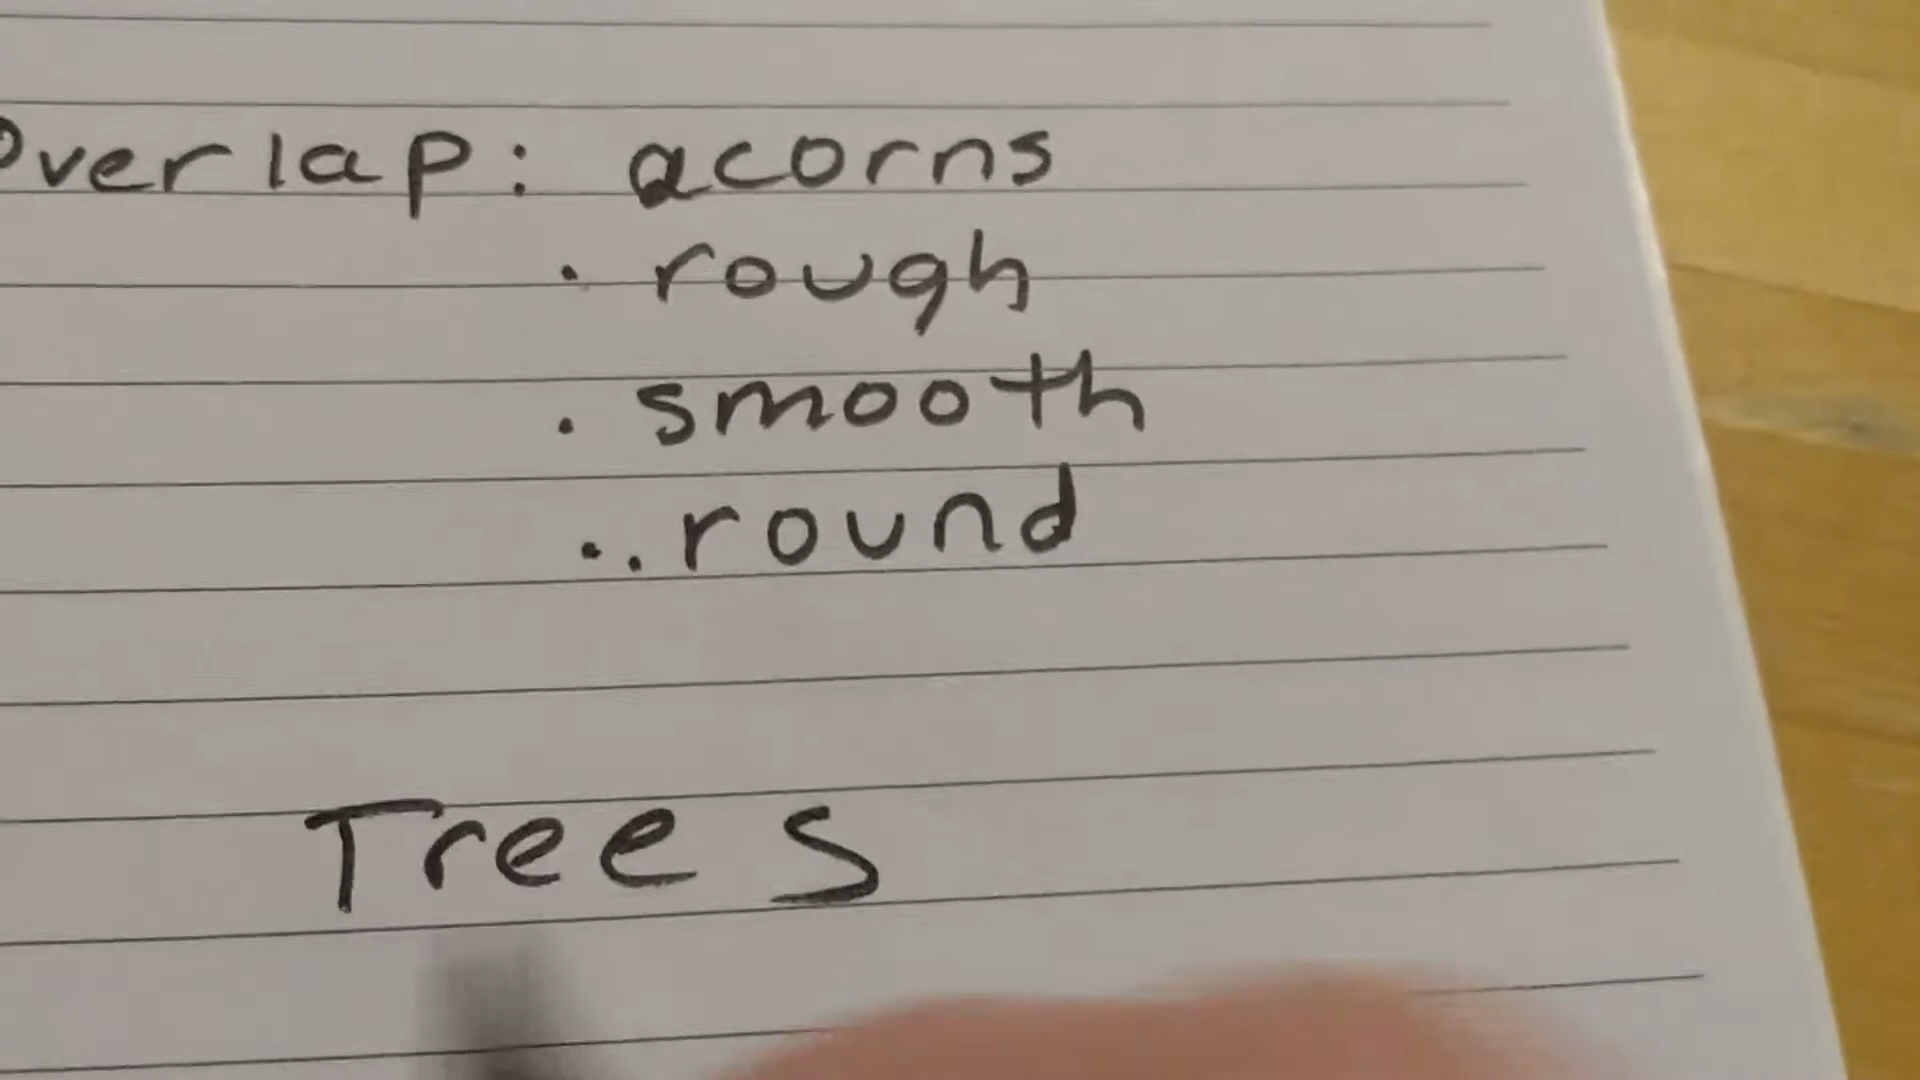 Overlap: acorns
. rough
. smooth
.. round
Trees